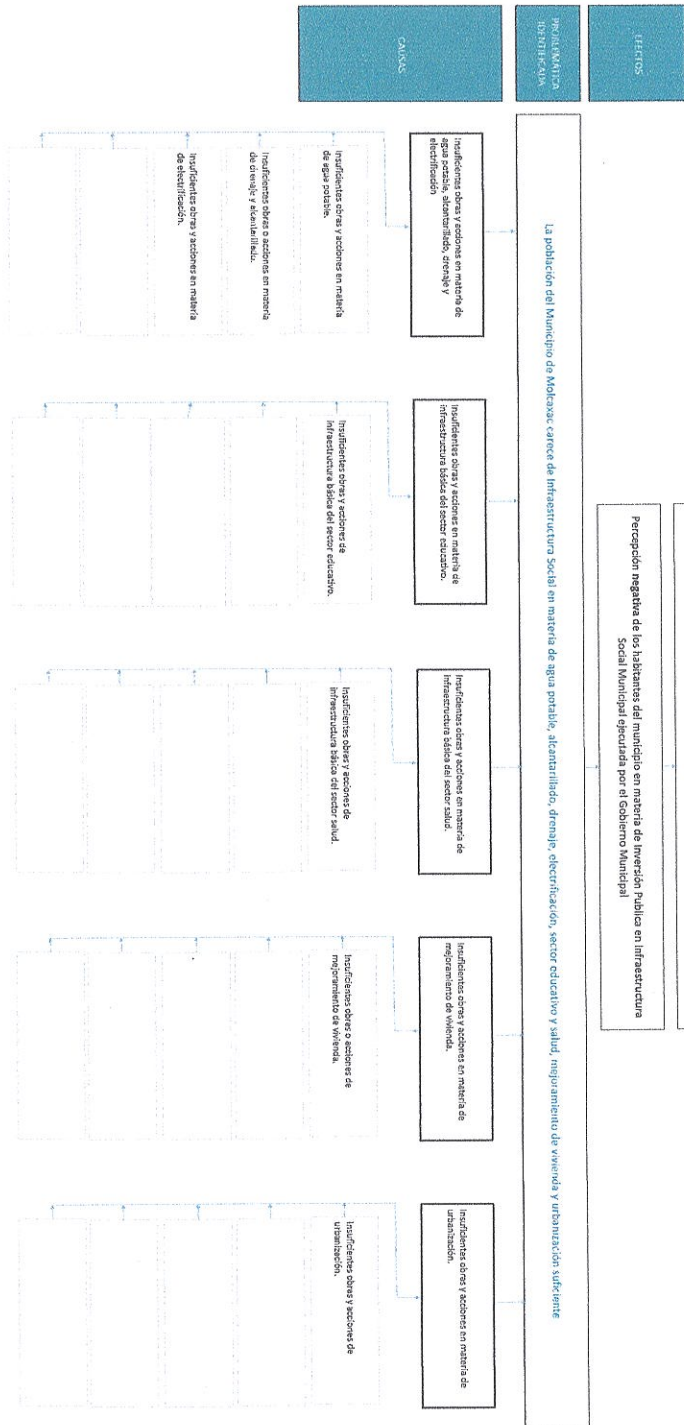 EFECTOS
Percepción negativa de los habitantes del municipio en materia de Inversión Publica en Infraestructura
Social Municipal ejecutada por el Gobierno Municipal
PROBLEMÁTICA
IDENTIFICADA
La población del Municipio de Molcaxac carece de Infraestructura Social en materia de agua potable, alcantarillado, drenaje, electrificación, sector educativo y salud, mejoramiento de vivienda y urbanización suficiente
CAUSAS
Insuficientes obras y acciones en materia de
agua potable, alcantarillado, drenaje y
electrificación
Insuficientes obras y acciones en materia
de agua potable.
Insuficientes obras o acciones en materia
de drenaje y alcantarillado.
Insuficientes obras y acciones en materia
de electrificación.
Insuficientes obras y acciones en materia de
infraestructura básica del sector educativo.
Insuficientes obras y acciones de
infraestructura básica del sector educativo.
Insuficientes obras y acciones en materia de
infraestructura básica del sector salud.
Insuficientes obras y acciones de
infraestructura básica del sector salud.
Insuficientes obras y acciones en materia de
mejoramiento de vivienda.
Insuficientes obras o acciones de
mejoramiento de vivienda.
Insuficientes obras y acciones en materia de
urbanización.
Insuficientes obras y acciones de
urbanización.